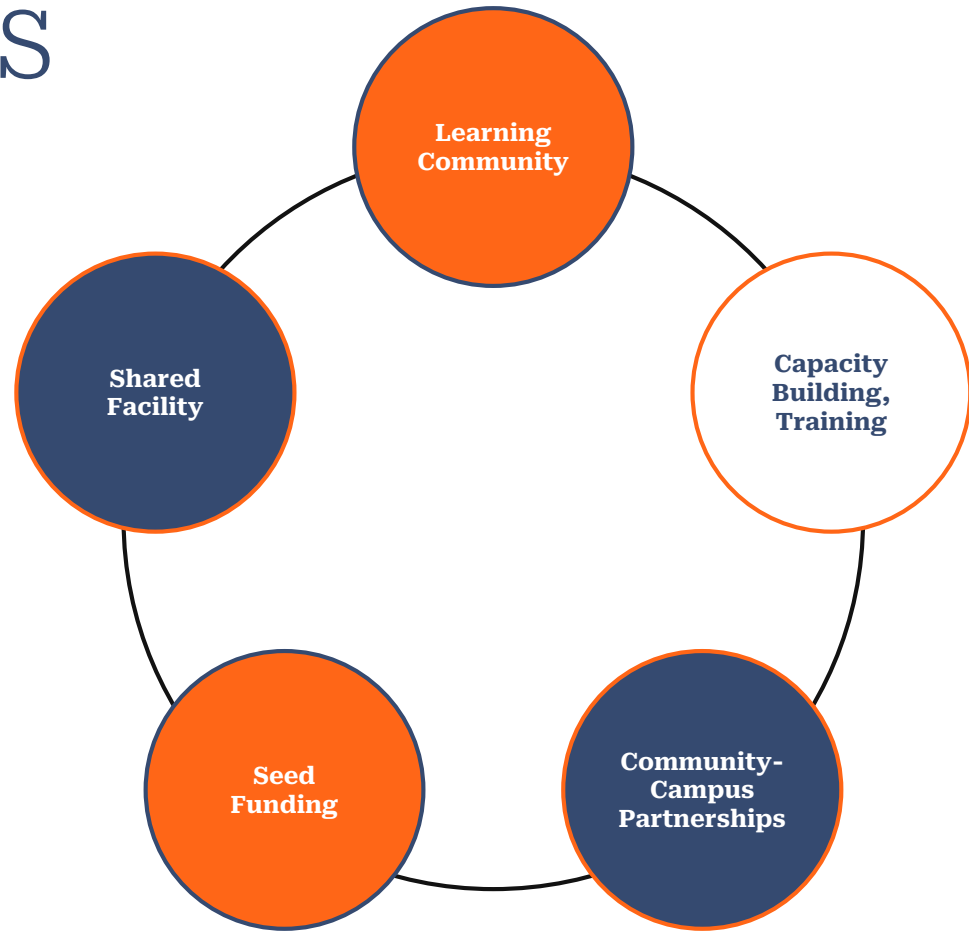 S
Learning
Community
Capacity
Building,
Training
Community-
Campus
Partnerships
Seed
Funding
Shared
Facility